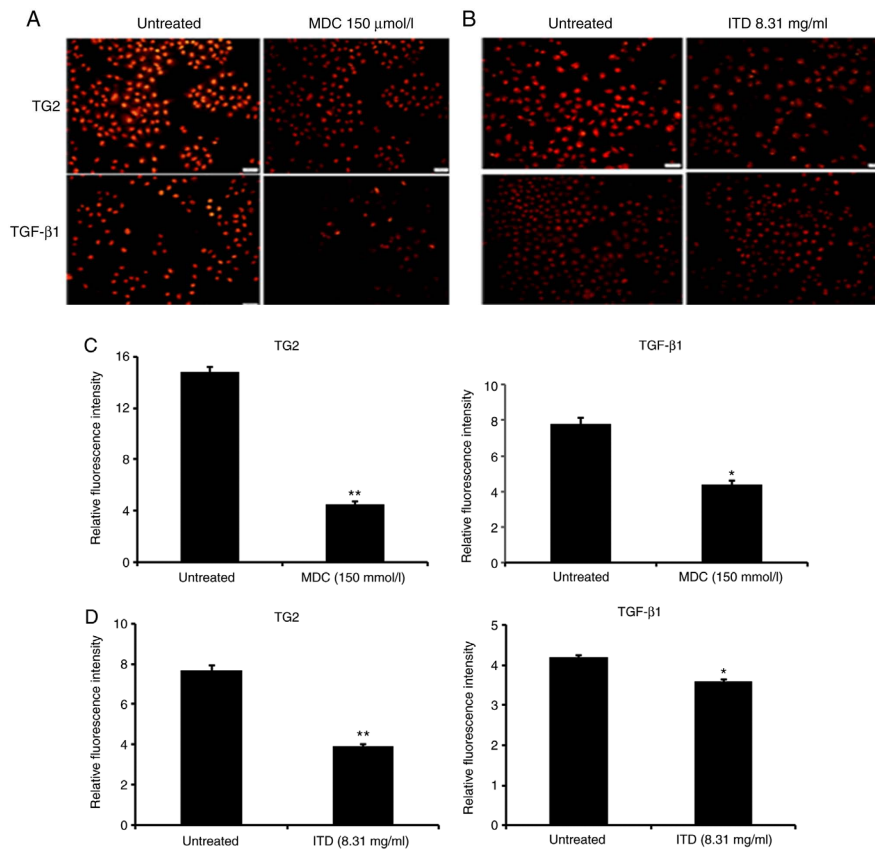 A
Untreated
MDC 150 μmol/l
B
Untreated
ITD 8.31 mg/ml
TG2
TGF-β1
C
TG2
Relative fluorescence intensity
16
12
8
4
0
**
Untreated
MDC (150 mmol/l)
TGF-β1
Relative fluorescence intensity
10
8
6
4
2
0
*
Untreated
MDC (150 mmol/l)
D
TG2
Relative fluorescence intensity
10
8
6
4
2
0
**
Untreated
ITD (8.31 mg/ml)
TGF-β1
Relative fluorescence intensity
5
4
3
2
1
0
*
Untreated
ITD (8.31 mg/ml)